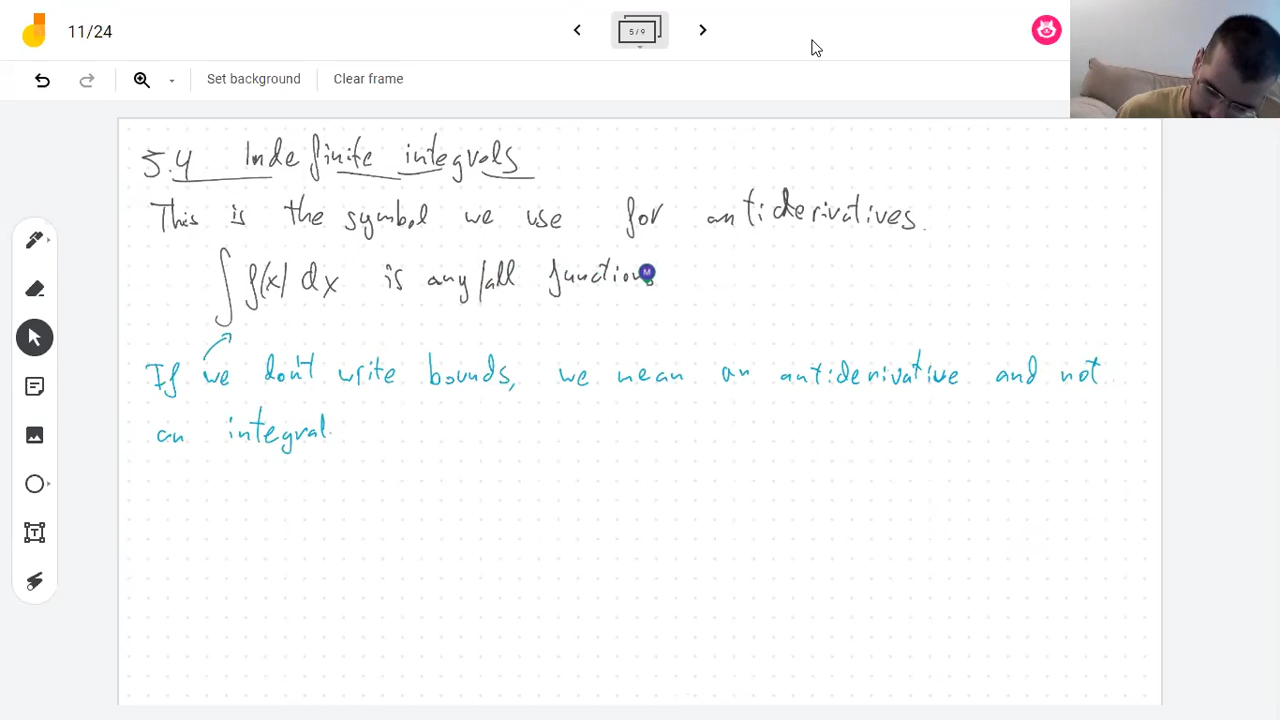 11/24
5/9
Set background
Clear frame
5.4 Indefinite integrals
This is the symbol we use for antiderivatives.
∫ f(x) dx is any/all functions
M
If we don't write bounds, we mean an antiderivative and not
an integral.
T